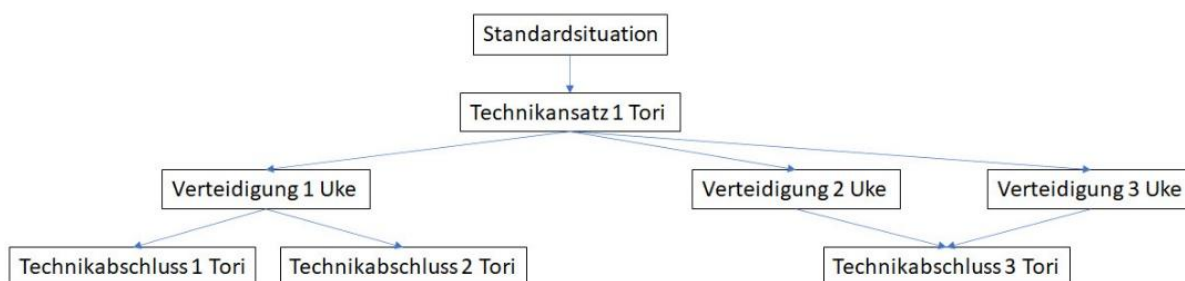 Standardsituation
Technikansatz 1 Tori
Verteidigung 1 Uke
Verteidigung 2 Uke
Verteidigung 3 Uke
Technikabschluss 1 Tori
Technikabschluss 2 Tori
Technikabschluss 3 Tori